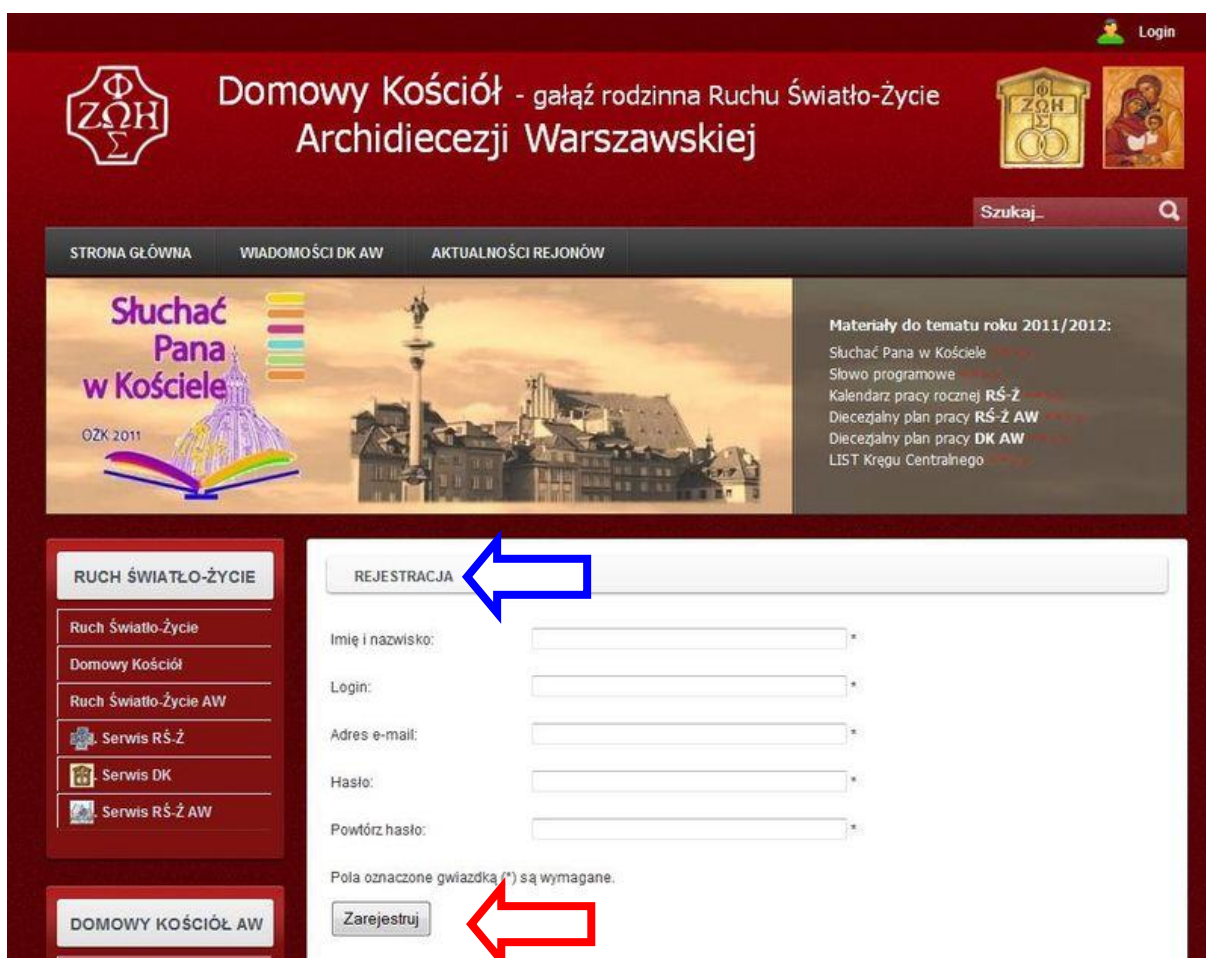 Login
Φ
ΖΩΗ
Σ
Domowy Kościół - gałąź rodzinna Ruchu Światło-Życie
Archidiecezji Warszawskiej
Φ
ΖΩΗ
Σ
Szukaj...
STRONA GŁÓWNA WIADOMOŚCI DK AW AKTUALNOŚCI REJONÓW
Słuchać
Pana
w Kościele
OŻK 2011
Materiały do tematu roku 2011/2012:
Słuchać Pana w Kościele
Słowo programowe
Kalendarz pracy rocznej RŚ-Ż
Diecezjalny plan pracy RŚ-Ż AW
Diecezjalny plan pracy DK AW
LIST Kręgu Centralnego
RUCH ŚWIATŁO-ŻYCIE
Ruch Światło-Życie
Domowy Kościół
Ruch Światło-Życie AW
. Serwis RŚ-Ż
. Serwis DK
. Serwis RŚ-Ż AW
DOMOWY KOŚCIÓŁ AW
REJESTRACJA
Imię i nazwisko: *
Login: *
Adres e-mail: *
Hasło: *
Powtórz hasło: *
Pola oznaczone gwiazdką (*) są wymagane.
Zarejestruj